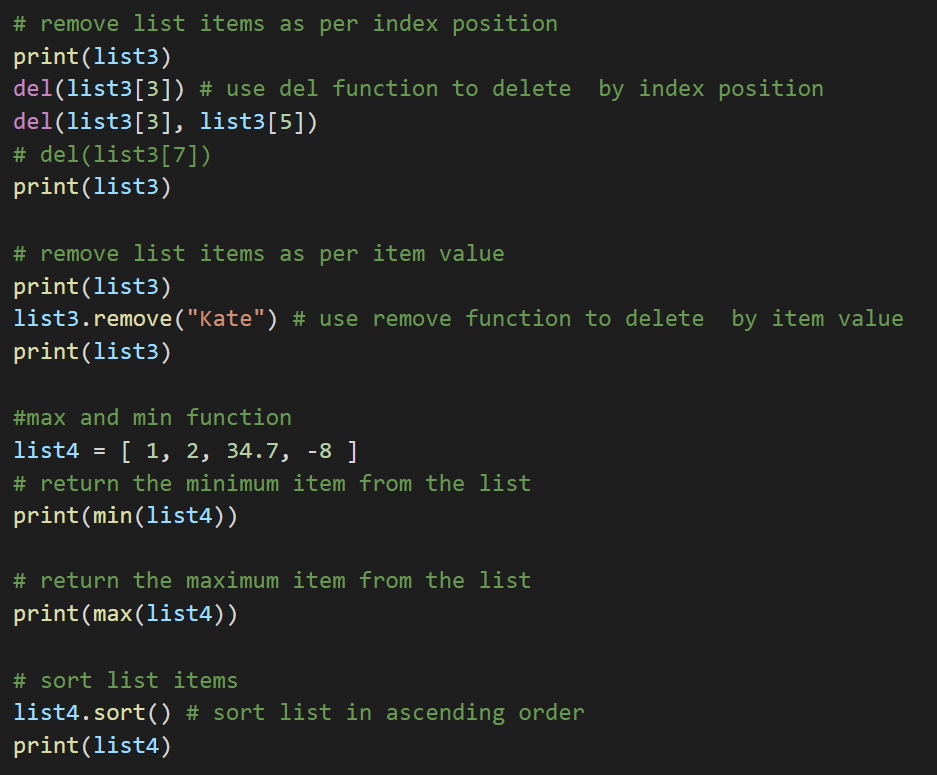 # remove list items as per index position
print(list3)
del(list3[3]) # use del function to delete  by index position
del(list3[3], list3[5])
# del(list3[7])
print(list3)

# remove list items as per item value
print(list3)
list3.remove("Kate") # use remove function to delete  by item value
print(list3)

#max and min function
list4 = [ 1, 2, 34.7, -8 ]
# return the minimum item from the list
print(min(list4))

# return the maximum item from the list
print(max(list4))

# sort list items
list4.sort() # sort list in ascending order
print(list4)